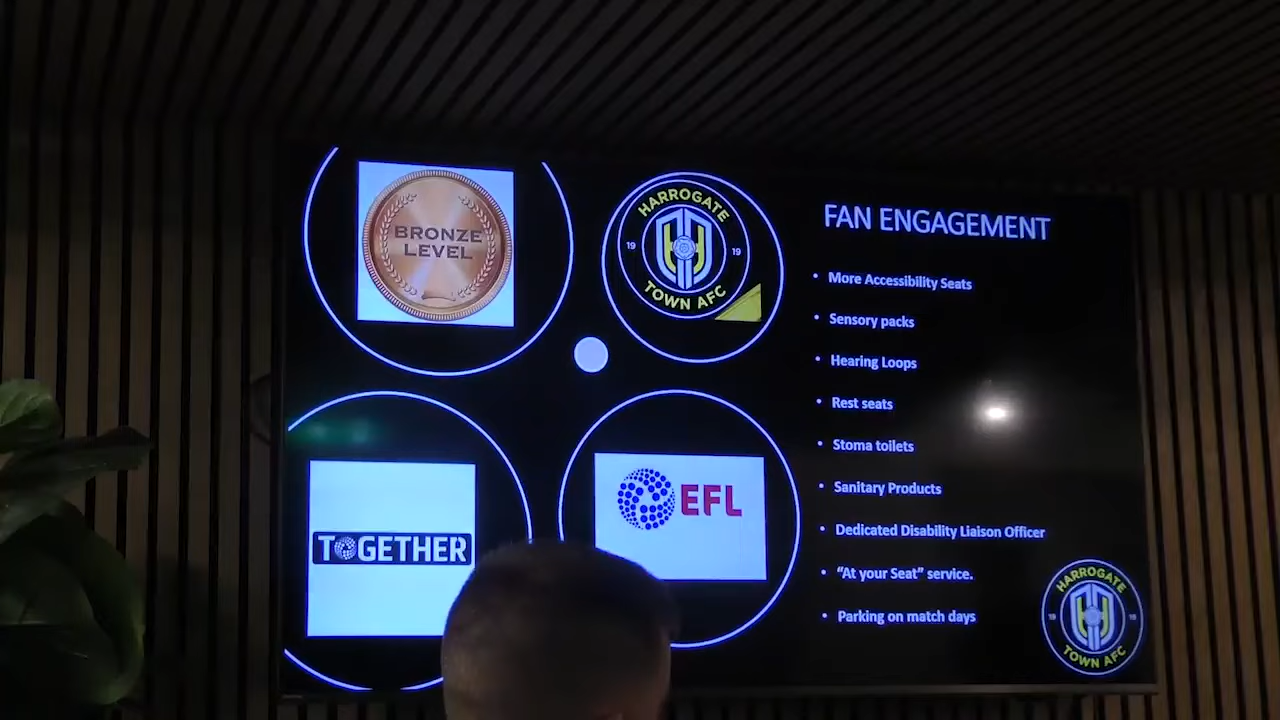 BRONZE
LEVEL
HARROGATE
19 19
TOWN AFC
TOGETHER
EFL
FAN ENGAGEMENT
• More Accessibility Seats
• Sensory packs
• Hearing Loops
• Rest seats
• Stoma toilets
• Sanitary Products
• Dedicated Disability Liaison Officer
• “At your Seat” service.
• Parking on match days
HARROGATE
19 19
TOWN AFC